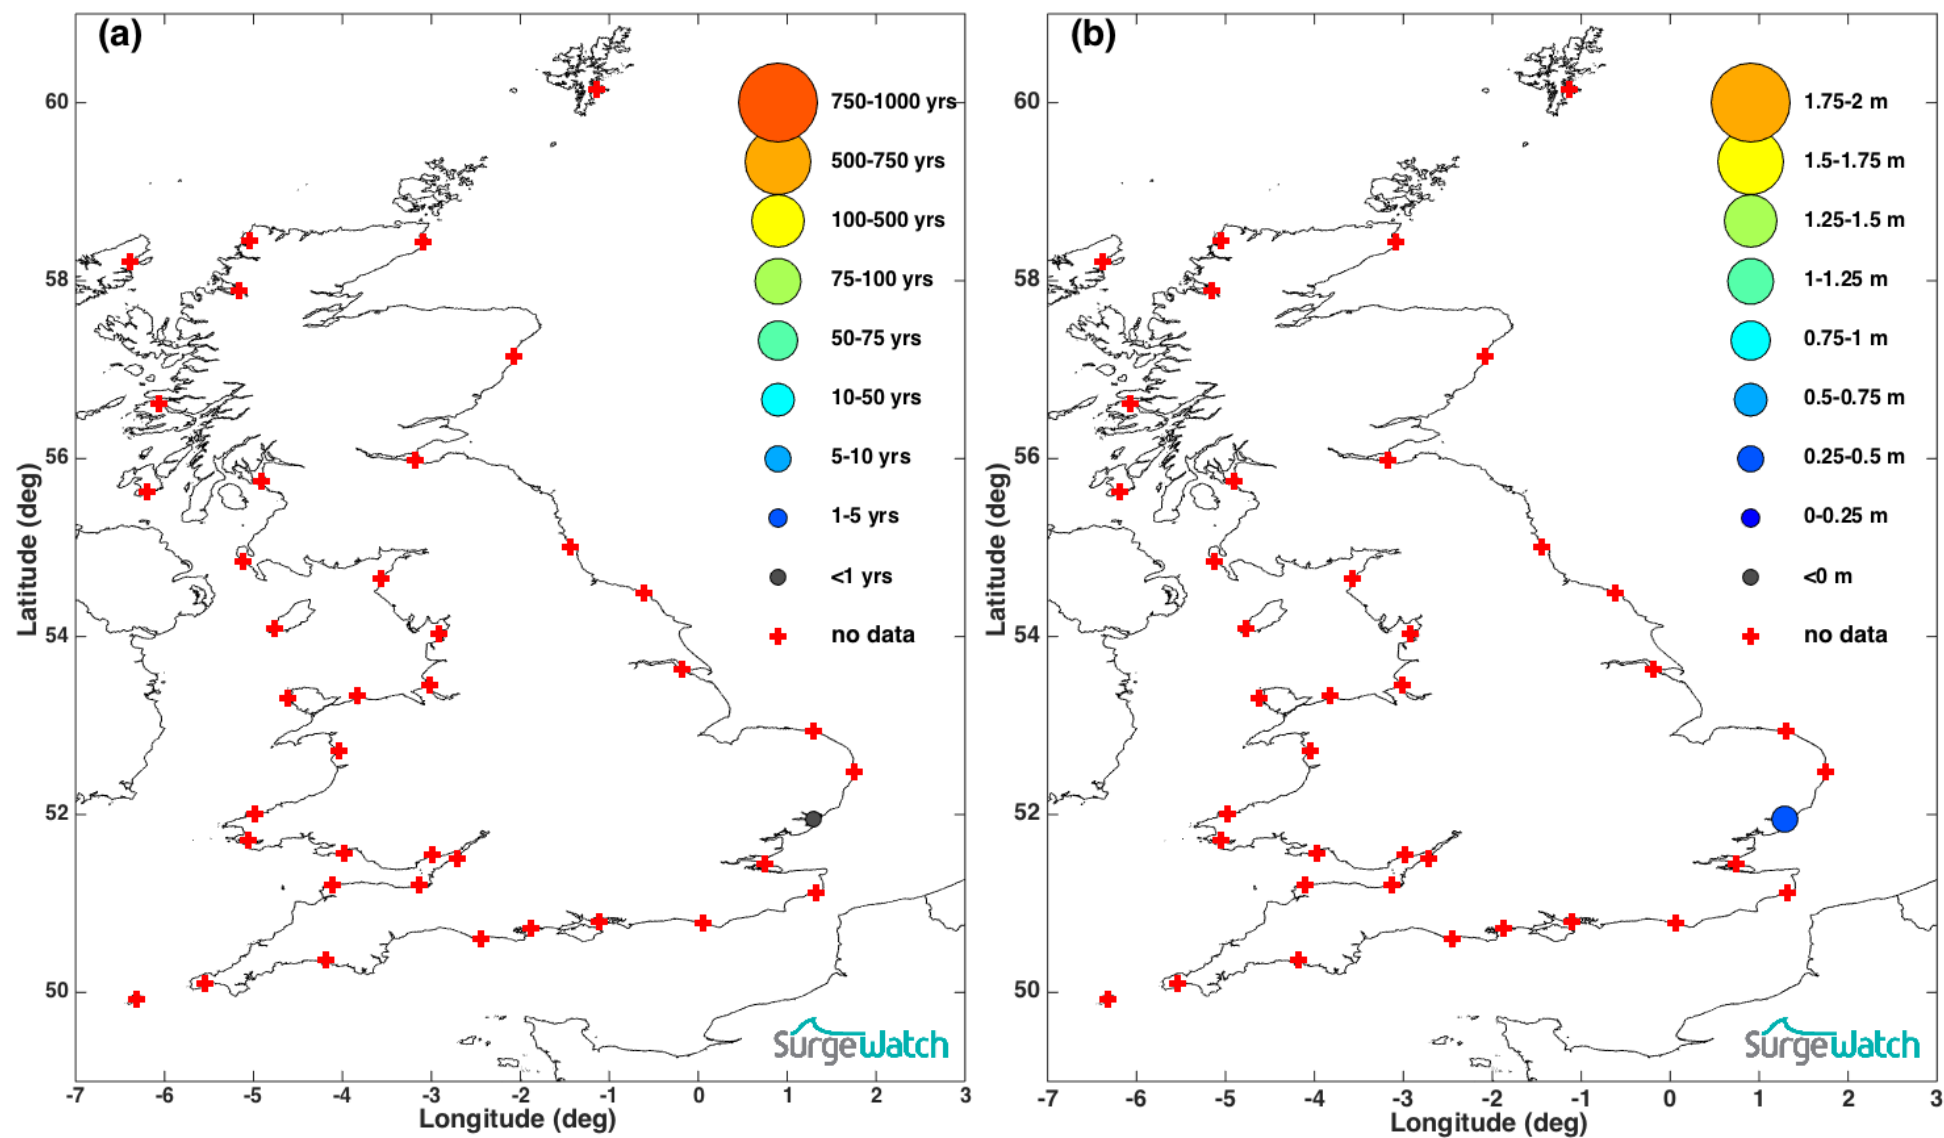 (a)
750-1000 yrs
500-750 yrs
100-500 yrs
75-100 yrs
50-75 yrs
10-50 yrs
5-10 yrs
1-5 yrs
<1 yrs
no data
60
58
56
54
52
50
Latitude (deg)
-7 -6 -5 -4 -3 -2 -1 0 1 2 3
Longitude (deg)
SurgeWatch
(b)
1.75-2 m
1.5-1.75 m
1.25-1.5 m
1-1.25 m
0.75-1 m
0.5-0.75 m
0.25-0.5 m
0-0.25 m
<0 m
no data
60
58
56
54
52
50
Latitude (deg)
-7 -6 -5 -4 -3 -2 -1 0 1 2 3
Longitude (deg)
SurgeWatch